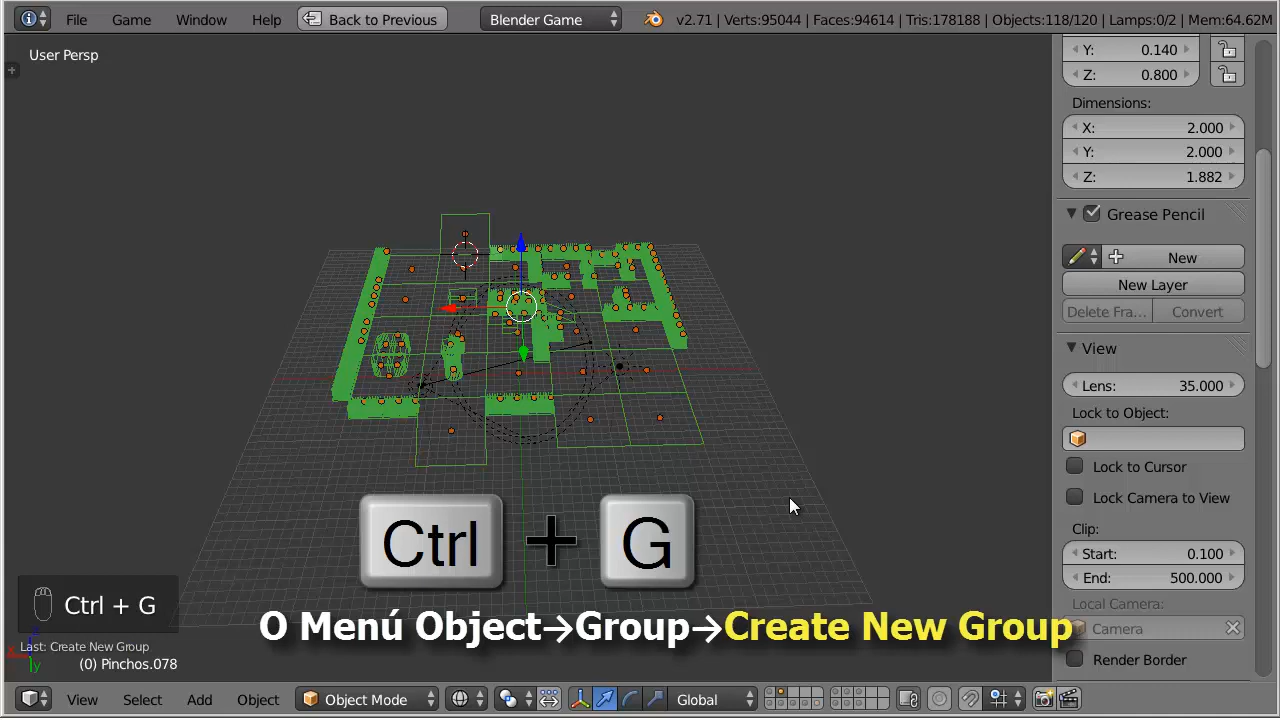 File Game Window Help Back to Previous Blender Game v2.71 | Verts:95044 | Faces:94614 | Tris:178188 | Objects:118/120 | Lamps:0/2 | Mem:64.62M
User Persp
Y: 0.140
Z: 0.800
Dimensions:
X: 2.000
Y: 2.000
Z: 1.882
Grease Pencil
New
New Layer
Delete Fra... Convert
View
Lens: 35.000
Lock to Object:
Lock to Cursor
Lock Camera to View
Clip:
Start: 0.100
End: 500.000
Local Camera:
Camera
Render Border
Ctrl + G
Ctrl + G
O Menú Object→Group→Create New Group
Last: Create New Group
(0) Pinchos.078
x
y
z
View Select Add Object Object Mode Global